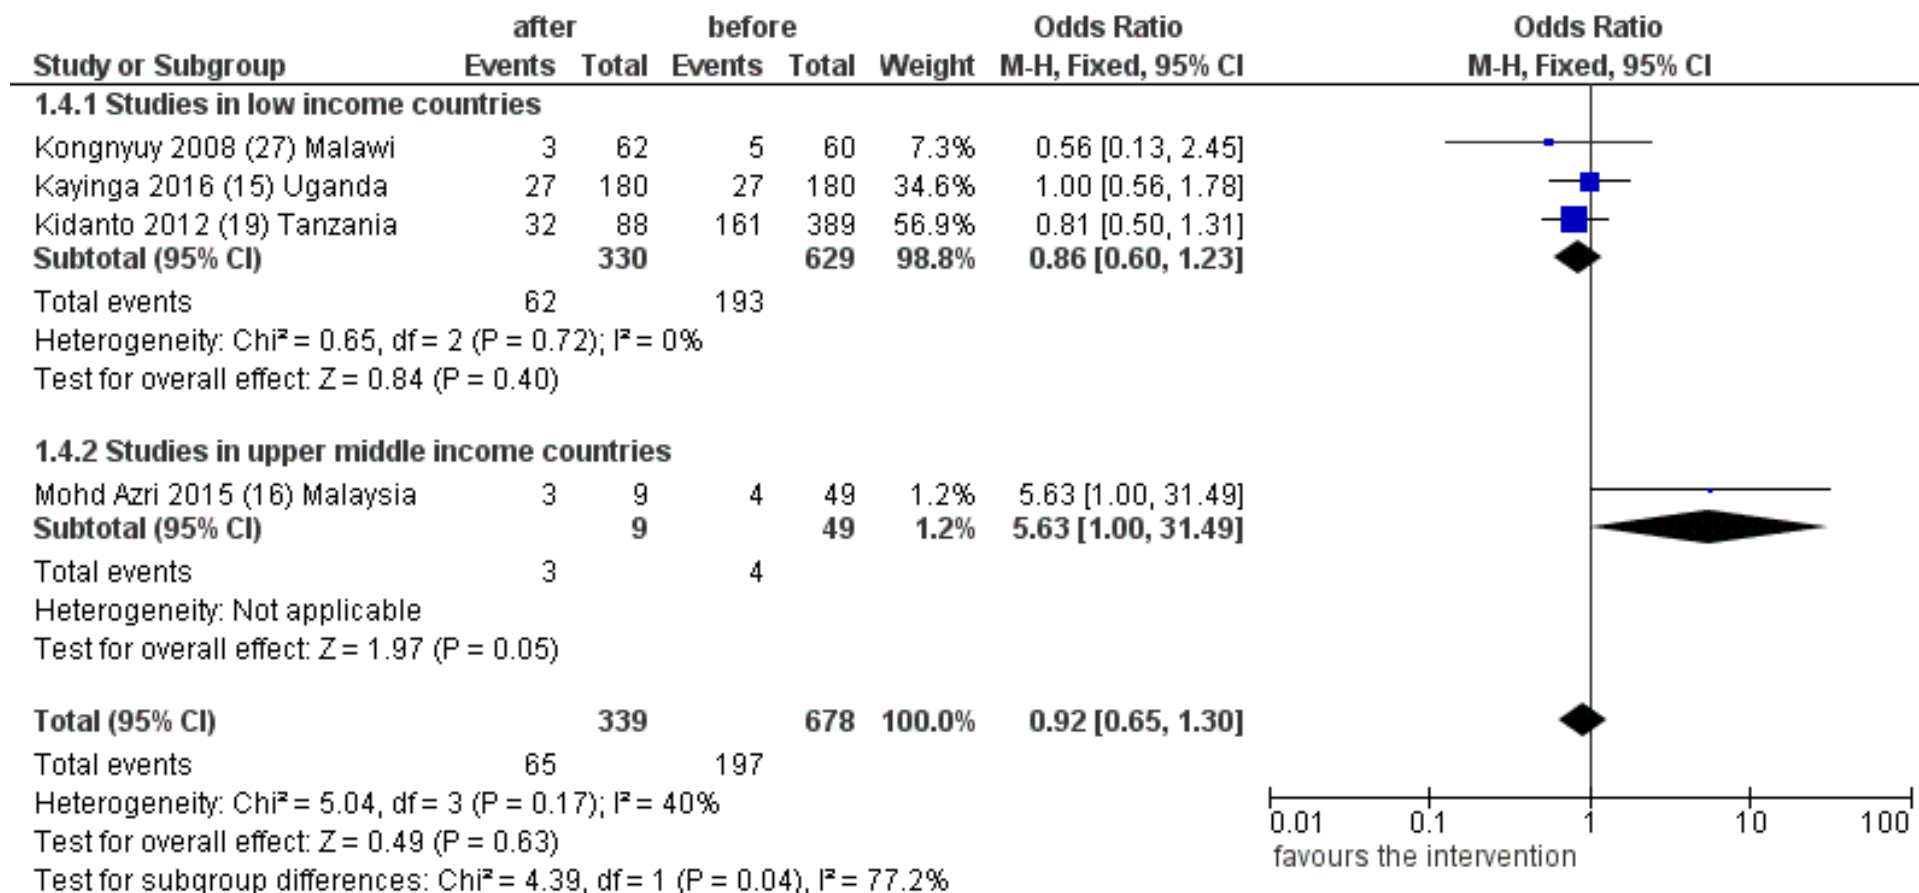 after before Odds Ratio Odds Ratio
Study or Subgroup Events Total Events Total Weight M-H, Fixed, 95% CI M-H, Fixed, 95% CI
1.4.1 Studies in low income countries
Kongnyuy 2008 (27) Malawi 3 62 5 60 7.3% 0.56 [0.13, 2.45]
Kayinga 2016 (15) Uganda 27 180 27 180 34.6% 1.00 [0.56, 1.78]
Kidanto 2012 (19) Tanzania 32 88 161 389 56.9% 0.81 [0.50, 1.31]
Subtotal (95% CI) 330 629 98.8% 0.86 [0.60, 1.23]
Total events 62 193
Heterogeneity: Chi² = 0.65, df = 2 (P = 0.72); I² = 0%
Test for overall effect: Z = 0.84 (P = 0.40)
1.4.2 Studies in upper middle income countries
Mohd Azri 2015 (16) Malaysia 3 9 4 49 1.2% 5.63 [1.00, 31.49]
Subtotal (95% CI) 9 49 1.2% 5.63 [1.00, 31.49]
Total events 3 4
Heterogeneity: Not applicable
Test for overall effect: Z = 1.97 (P = 0.05)
Total (95% CI) 339 678 100.0% 0.92 [0.65, 1.30]
Total events 65 197
Heterogeneity: Chi² = 5.04, df = 3 (P = 0.17); I² = 40%
Test for overall effect: Z = 0.49 (P = 0.63)
Test for subgroup differences: Chi² = 4.39, df = 1 (P = 0.04), I² = 77.2%
0.01 0.1 1 10 100
favours the intervention